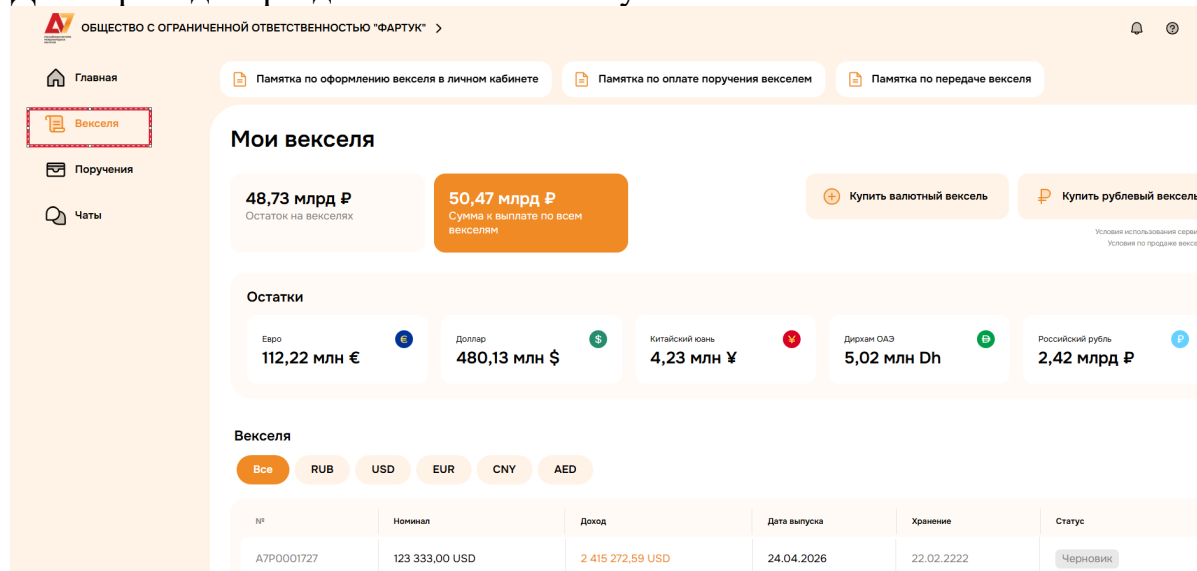 ОБЩЕСТВО С ОГРАНИЧЕННОЙ ОТВЕТСТВЕННОСТЬЮ "ФАРТУК"
Главная
Векселя
Поручения
Чаты
Памятка по оформлению векселя в личном кабинете
Памятка по оплате поручения векселем
Памятка по передаче векселя
Мои векселя
48,73 млрд ₽
Остаток на векселях
50,47 млрд ₽
Сумма к выплате по всем
векселям
Купить валютный вексель
Купить рублевый вексель
Условия использования серви
Условия по продаже вексе
Остатки
Евро
112,22 млн €
Доллар
480,13 млн $
Китайский юань
4,23 млн ¥
Дирхам ОАЭ
5,02 млн Dh
Российский рубль
2,42 млрд ₽
Векселя
Все RUB USD EUR CNY AED
№ Номинал Доход Дата выпуска Хранение Статус
A7P0001727 123 333,00 USD 2 415 272,59 USD 24.04.2026 22.02.2222 Черновик